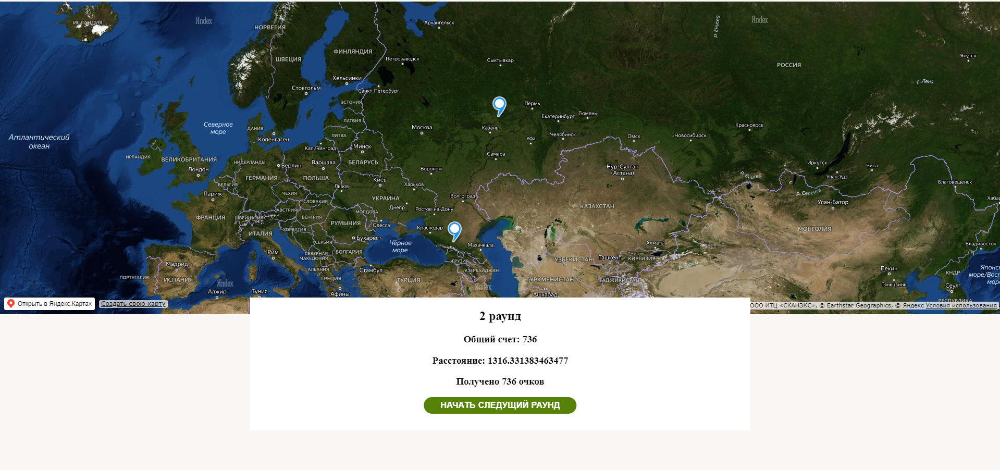 ИСЛАНДИЯ
Яndex
НОРВЕГИЯ
Архангельск
р. Енисей
Яndex
ШВЕЦИЯ
ФИНЛЯНДИЯ
Петрозаводск
Сыктывкар
РОССИЯ
Якутск
Стокгольм
Хельсинки
Санкт-Петербург
р. Лена
ЭСТОНИЯ
Пермь
Екатеринбург
Тюмень
Северное
море
ДАНИЯ
ЛАТВИЯ
Москва
Казань
Красноярск
Атлантический
океан
Копенгаген
ЛИТВА
Уфа
Челябинск
Омск
Новосибирск
Калининград
Минск
ИРЛАНДИЯ
ВЕЛИКОБРИТАНИЯ
НИДЕРЛАНДЫ
Берлин
Варшава
БЕЛАРУСЬ
Самара
Лондон
Воронеж
Нур-Султан
(Астана)
Иркутск
Чита
БЕЛЬГИЯ
ГЕРМАНИЯ
ПОЛЬША
Киев
Харьков
р. Енисей
Улан-Удэ
Благовещенск
Львов
Париж
ЧЕХИЯ
СЛОВАКИЯ
УКРАИНА
Волгоград
р. Селенга
Улан-Батор
Хабар
ФРАНЦИЯ
ШВЕЙЦАРИЯ
АВСТРИЯ
ВЕНГРИЯ
МОЛДОВА
Днепр
Ростов-на-Дону
КАЗАХСТАН
ИТАЛИЯ
ХОРВАТИЯ
РУМЫНИЯ
Одесса
Краснодар
МОНГОЛИЯ
СЕРБИЯ
Бухарест
Чёрное
море
Махачкала
Алматы
Яndex
Владивосток
Рим
СЕВЕРНАЯ
МАКЕДОНИЯ
БОЛГАРИЯ
ГРУЗИЯ
УЗБЕКИСТАН
Ташкент
КИРГИЗИЯ
Мадрид
АЛБАНИЯ
Стамбул
АЗЕРБАЙДЖАН
р. Тарим
Пекин
КНДР
Японс
море/Вост
мор
ПОРТУГАЛИЯ
ИСПАНИЯ
Яndex
ГРЕЦИЯ
ТУРЦИЯ
Яndex
ТУРКМЕНИСТАН
ТАДЖИКИСТАН
Тяньцзинь
Сеул
Алжир
Тунис
Афины
Ашхабад
РЕСПУБЛИКА
Открыть в Яндекс.Картах
Создать свою карту
ООО ИТЦ «СКАНЭКС», © Earthstar Geographics, © Яндекс Условия использования
2 раунд
Общий счет: 736
Расстояние: 1316.331383463477
Получено 736 очков
НАЧАТЬ СЛЕДУЩИЙ РАУНД